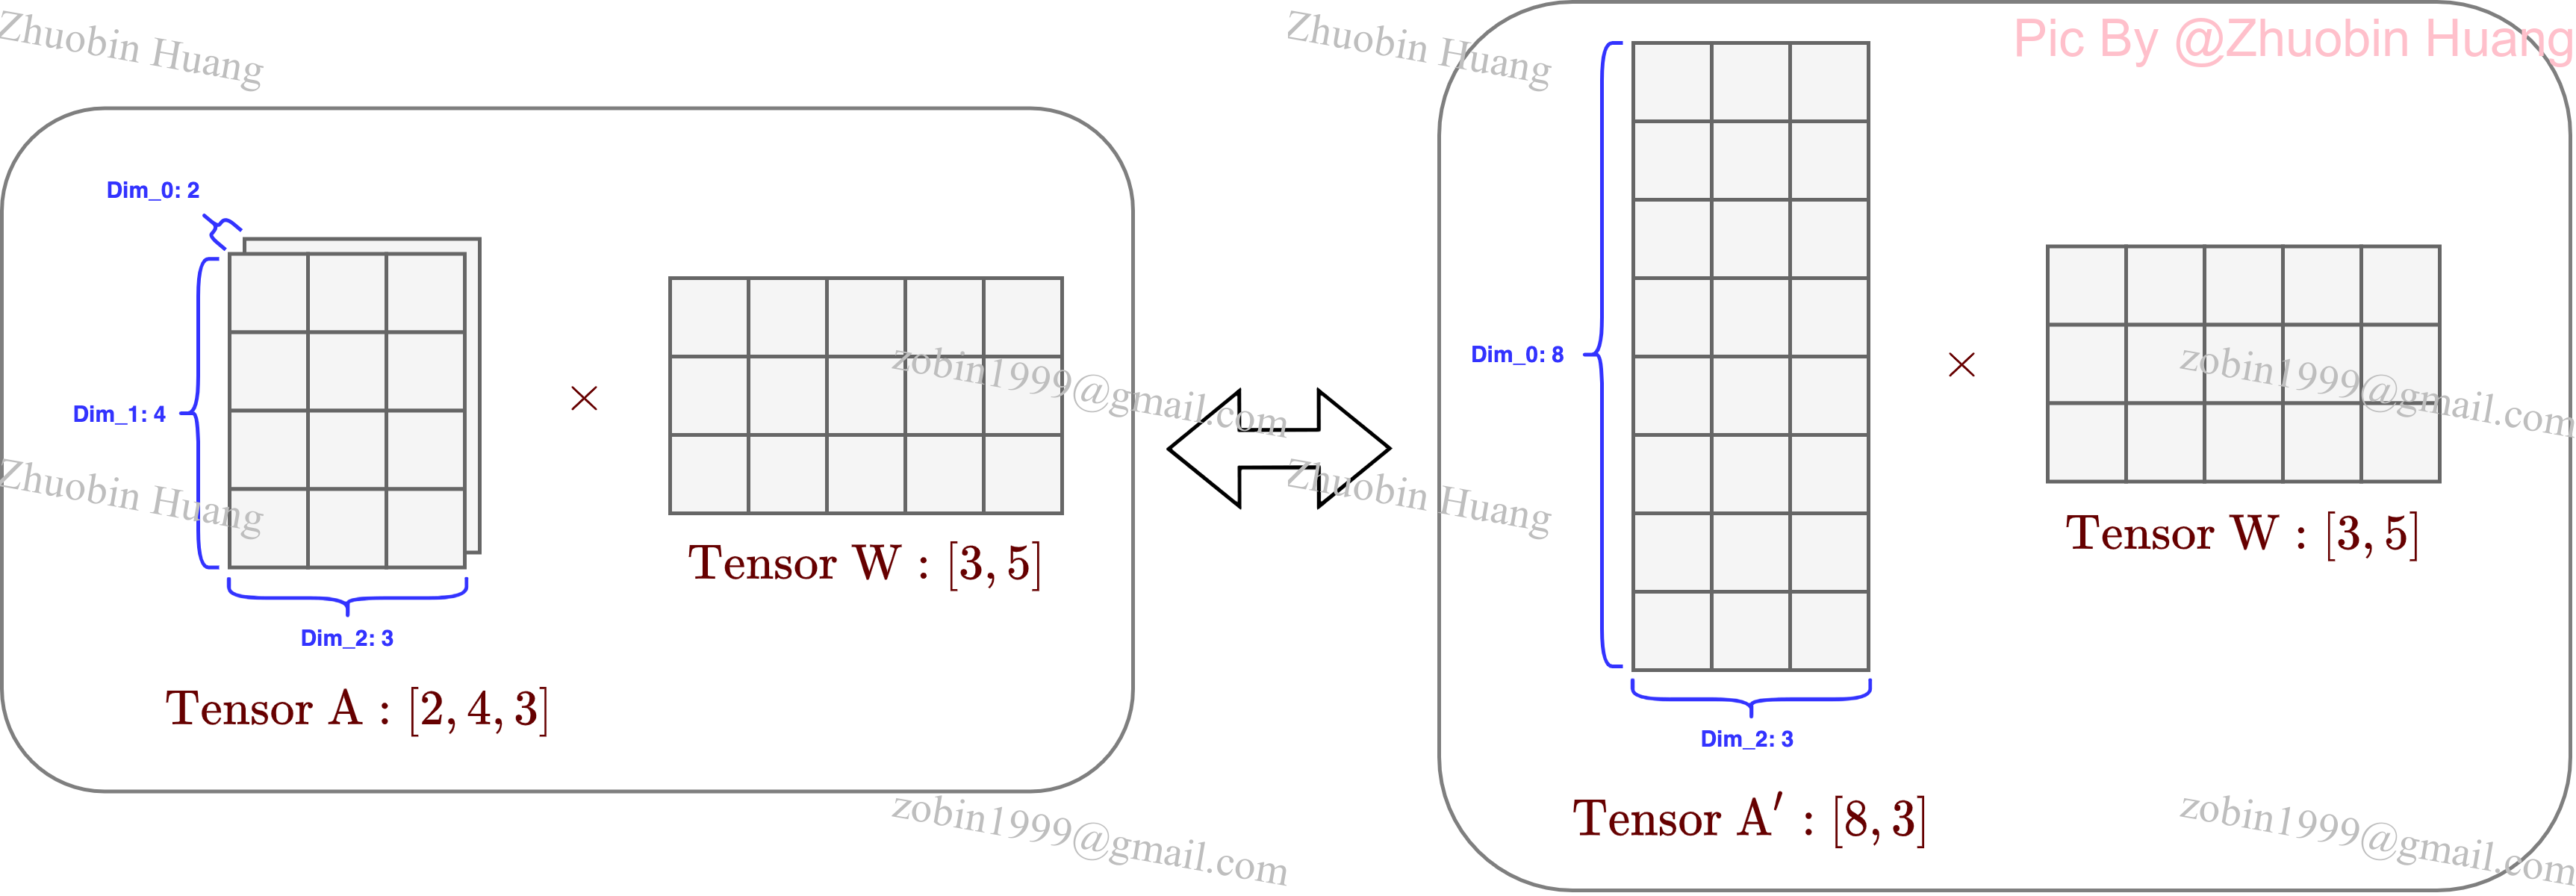 Zhuobin Huang
Zhuobin Huang
Pic By @Zhuobin Huang
Dim_0: 2
Dim_1: 4
Dim_2: 3
Tensor A : [2, 4, 3]
×
Tensor W : [3, 5]
zobin1999@gmail.com
Zhuobin Huang
Zhuobin Huang
Dim_0: 8
Dim_2: 3
Tensor A′ : [8, 3]
×
Tensor W : [3, 5]
zobin1999@gmail.com
zobin1999@gmail.com
zobin1999@gmail.com